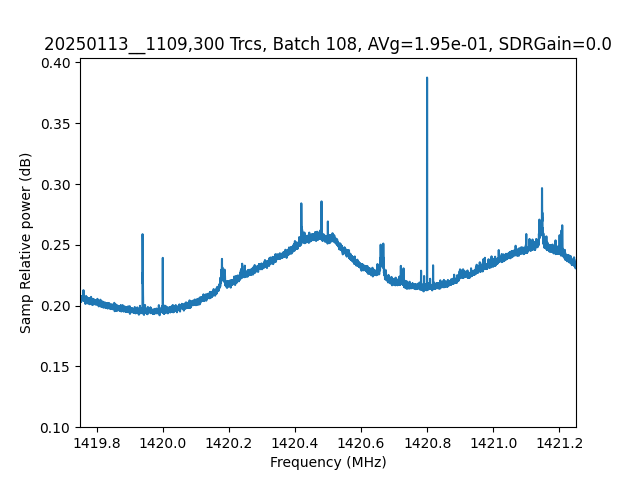 20250113__1109,300 Trcs, Batch 108, AVg=1.95e-01, SDRGain=0.0
0.40
0.35
0.30
0.25
0.20
0.15
0.10
Samp Relative power (dB)
1419.8 1420.0 1420.2 1420.4 1420.6 1420.8 1421.0 1421.2
Frequency (MHz)